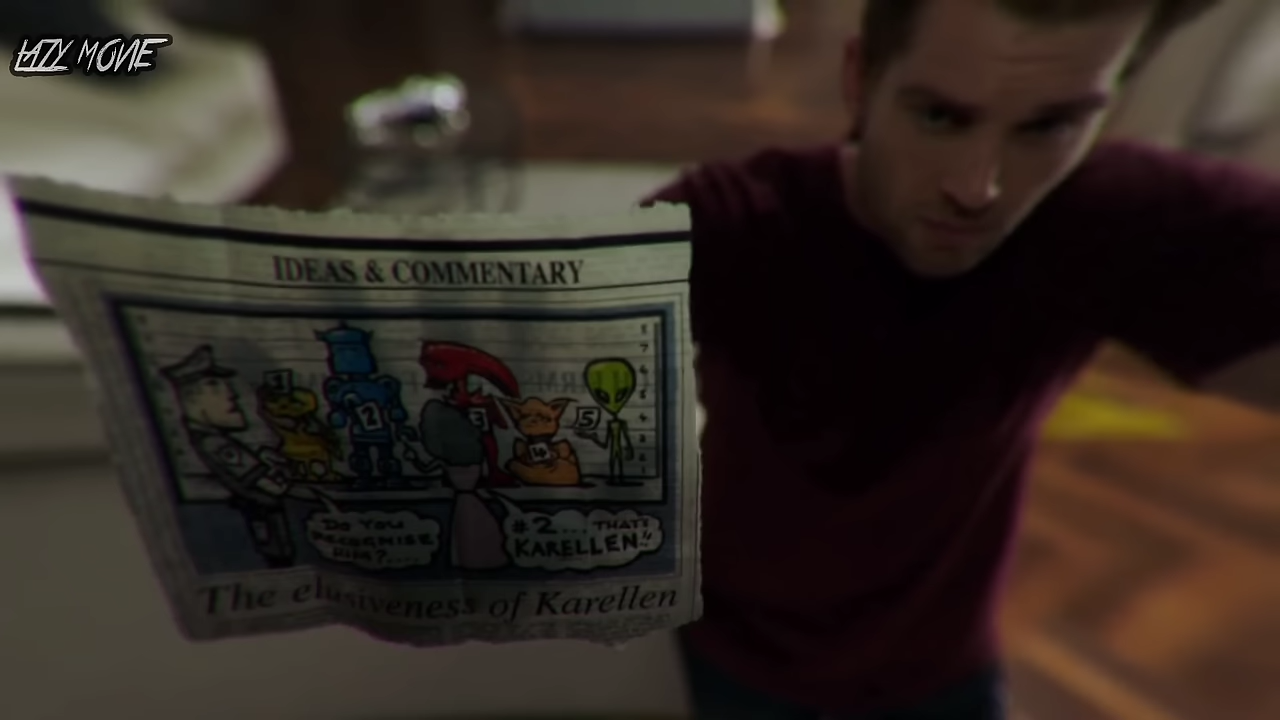 LAZY MOVIE
IDEAS & COMMENTARY
1
2
3
4
5
DO YOU
RECOGNISE
HIM?....
#2... THATS
KARELLEN!!
The elusiveness of Karellen